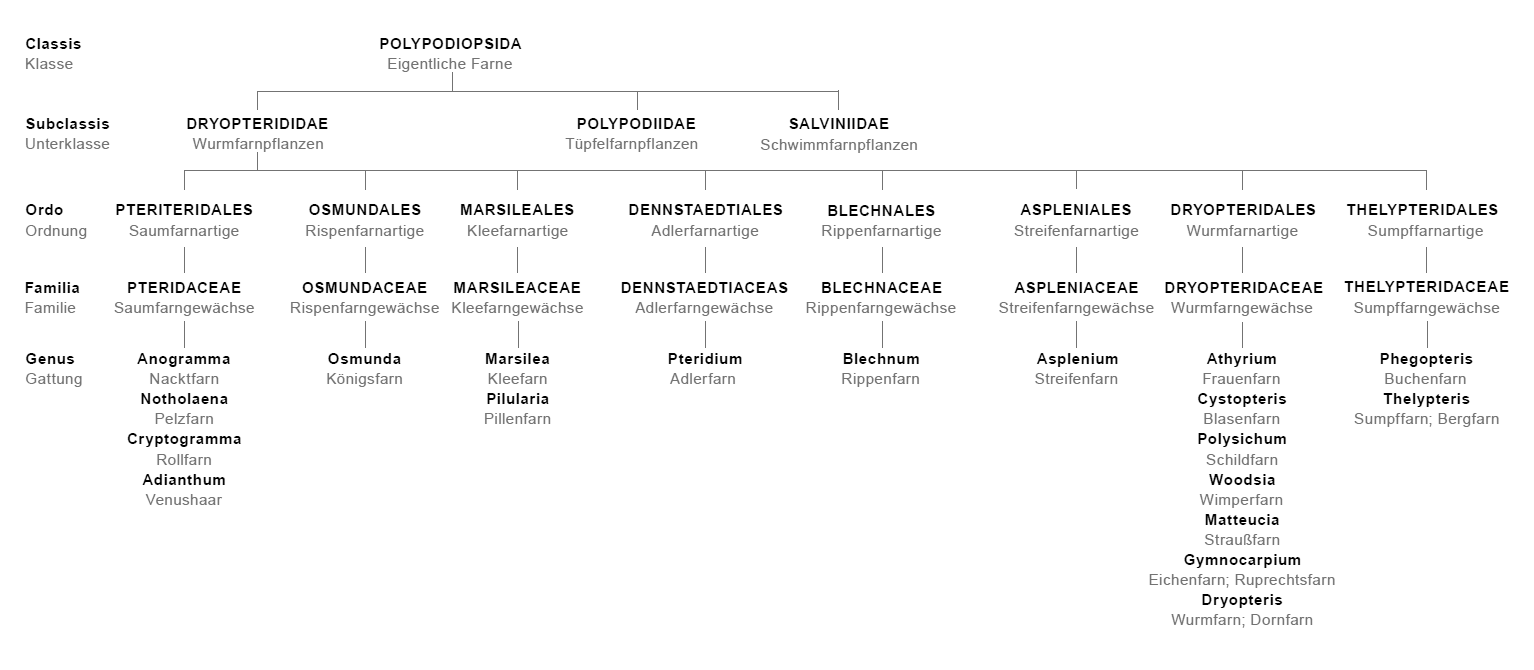 Classis
POLYPODIOPSIDA
Klasse
Eigentliche Farne
Subclassis
DRYOPTERIDIDAE
POLYPODIIDAE
SALVINIIDAE
Unterklasse
Wurmfarnpflanzen
Tüpfelfarnpflanzen
Schwimmfarnpflanzen
Ordo
PTERITERIDALES
OSMUNDALES
MARSILEALES
DENNSTAEDTIALES
BLECHNALES
ASPLENIALES
DRYOPTERIDALES
THELYPTERIDALES
Ordnung
Saumfarnartige
Rispenfarnartige
Kleefarnartige
Adlerfarnartige
Rippenfarnartige
Streifenfarnartige
Wurmfarnartige
Sumpffarnartige
Familia
PTERIDACEAE
OSMUNDACEAE
MARSILEACEAE
DENNSTAEDTIACEAS
BLECHNACEAE
ASPLENIACEAE
DRYOPTERIDACEAE
THELYPTERIDACEAE
Familie
Saumfarngewächse
Rispenfarngewächse
Kleefarngewächse
Adlerfarngewächse
Rippenfarngewächse
Streifenfarngewächse
Wurmfarngewächse
Sumpffarngewächse
Genus
Gattung
Anogramma
Nacktfarn
Notholaena
Pelzfarn
Cryptogramma
Rollfarn
Adianthum
Venushaar
Osmunda
Königsfarn
Marsilea
Kleefarn
Pilularia
Pillenfarn
Pteridium
Adlerfarn
Blechnum
Rippenfarn
Asplenium
Streifenfarn
Athyrium
Frauenfarn
Cystopteris
Blasenfarn
Polysichum
Schildfarn
Woodsia
Wimperfarn
Matteucia
Straußfarn
Gymnocarpium
Eichenfarn; Ruprechtsfarn
Dryopteris
Wurmfarn; Dornfarn
Phegopteris
Buchenfarn
Thelypteris
Sumpffarn; Bergfarn